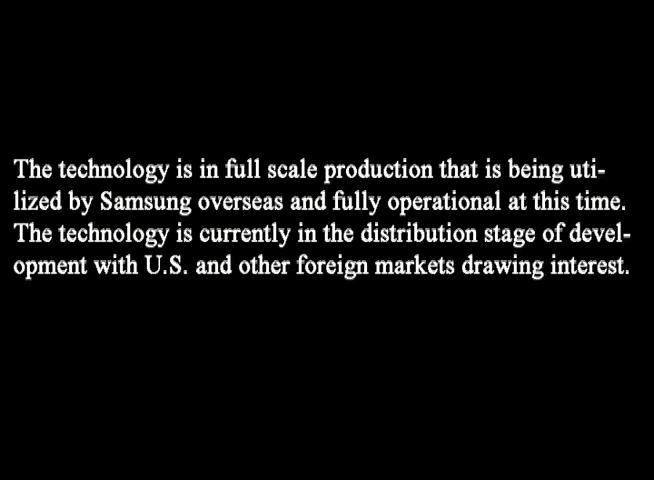 The technology is in full scale production that is being uti-
lized by Samsung overseas and fully operational at this time.
The technology is currently in the distribution stage of devel-
opment with U.S. and other foreign markets drawing interest.